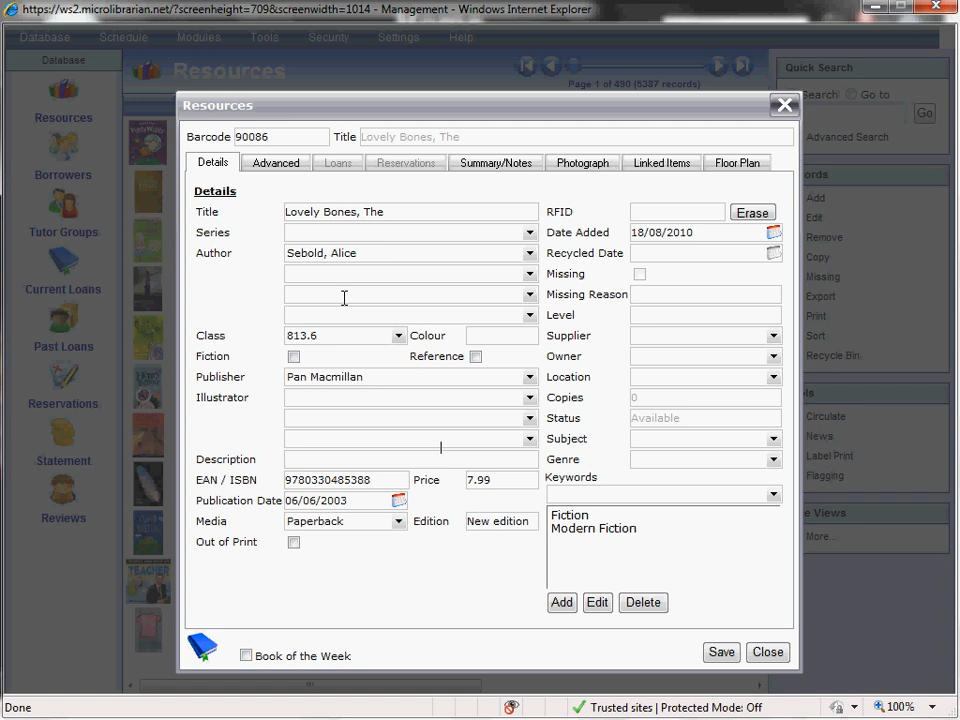 https://ws2.microlibrarian.net/?screenheight=709&screenwidth=1014 - Management - Windows Internet Explorer
Database Schedule Modules Tools Security Settings Help
Database
Resources
Borrowers
Tutor Groups
Current Loans
Past Loans
Reservations
Statement
Reviews
Resources
Page 1 of 490 (5387 records)
Quick Search
Search Go to
Go
Advanced Search
Add
Edit
Remove
Copy
Missing
Export
Print
Sort
Recycle Bin
Circulate
News
Label Print
Flagging
Views
More...
Resources
Barcode 90086 Title Lovely Bones, The
Details Advanced Loans Reservations Summary/Notes Photograph Linked Items Floor Plan
Details
Title Lovely Bones, The
Series
Author Sebold, Alice
Class 813.6 Colour
Fiction Reference
Publisher Pan Macmillan
Illustrator
Description
EAN / ISBN 9780330485388 Price 7.99
Publication Date 06/06/2003
Media Paperback Edition New edition
Out of Print
RFID Erase
Date Added 18/08/2010
Recycled Date
Missing
Missing Reason
Level
Supplier
Owner
Location
Copies 0
Status Available
Subject
Genre
Keywords
Fiction
Modern Fiction
Add Edit Delete
Book of the Week
Save Close
Done Trusted sites | Protected Mode: Off 100%